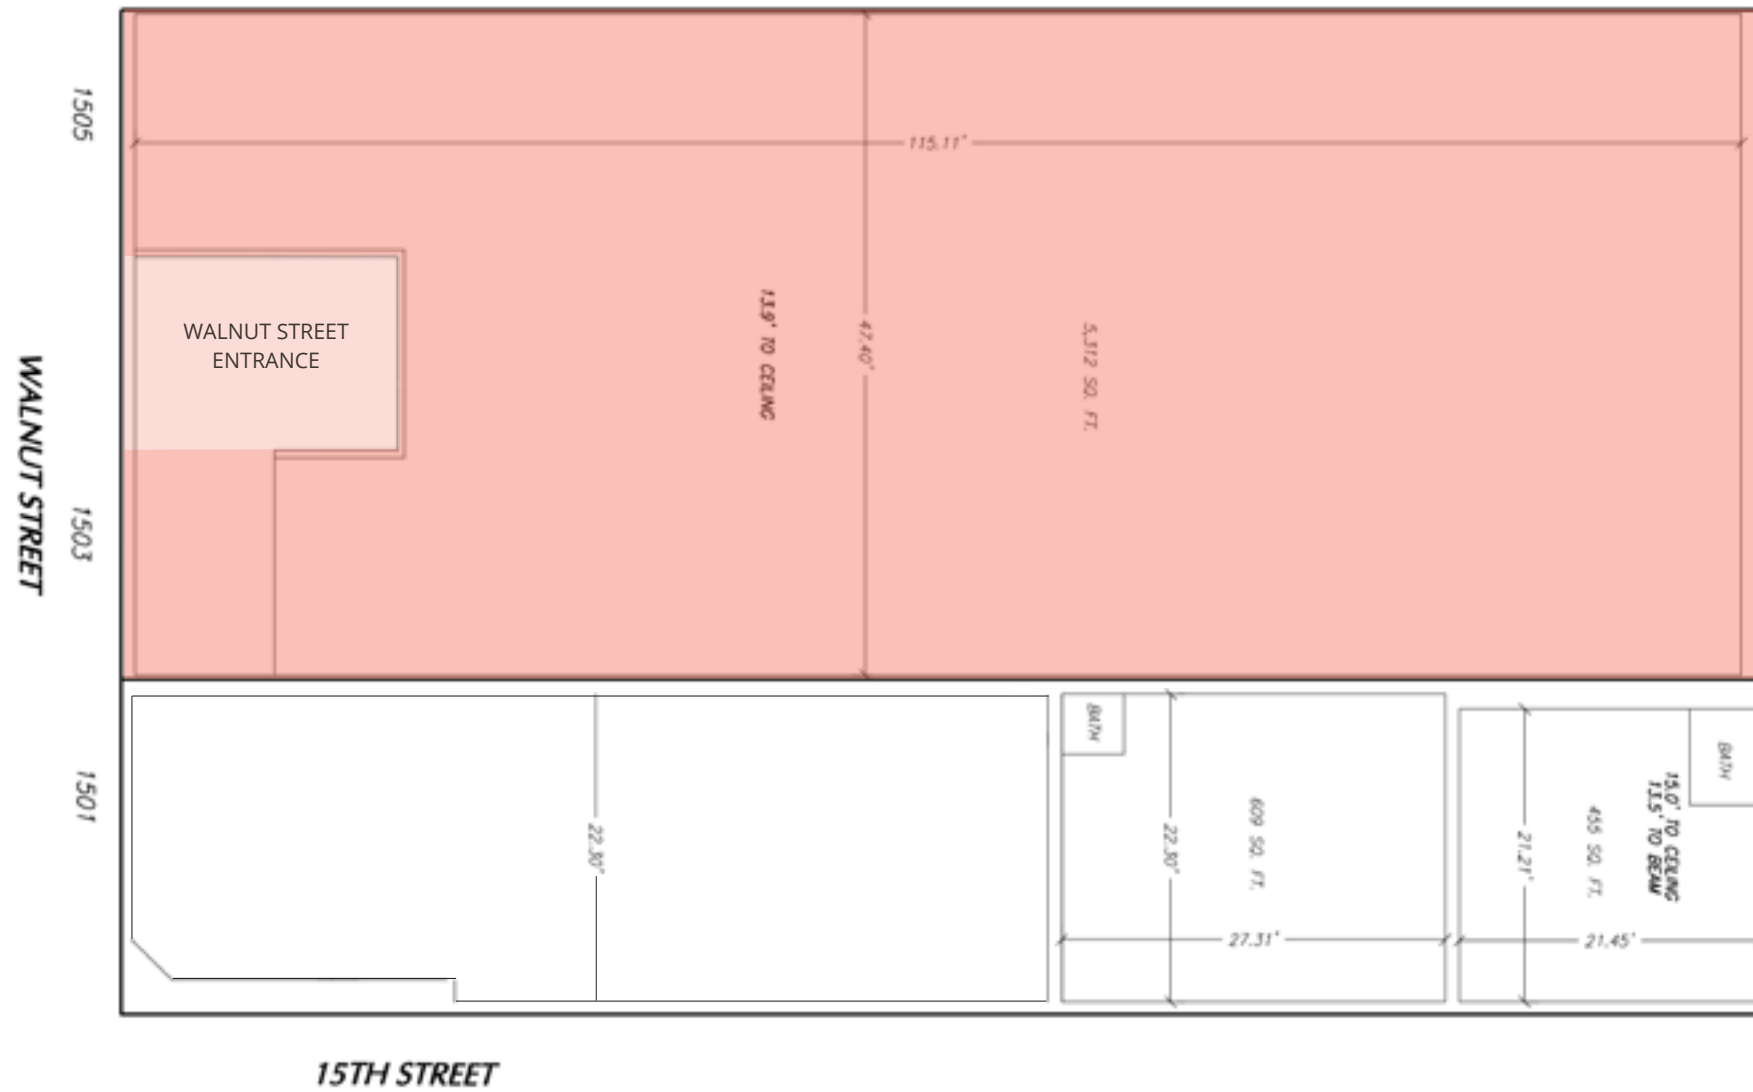 1505
115.11'
WALNUT STREET
ENTRANCE
13.9' TO CEILING
47.40'
5,312 SQ. FT.
WALNUT STREET
1503
1501
22.30'
BATH
22.30'
609 SQ. FT.
27.31'
21.21'
455 SQ. FT.
15.0' TO CEILING
13.5' TO BEAM
BATH
21.45'
15TH STREET